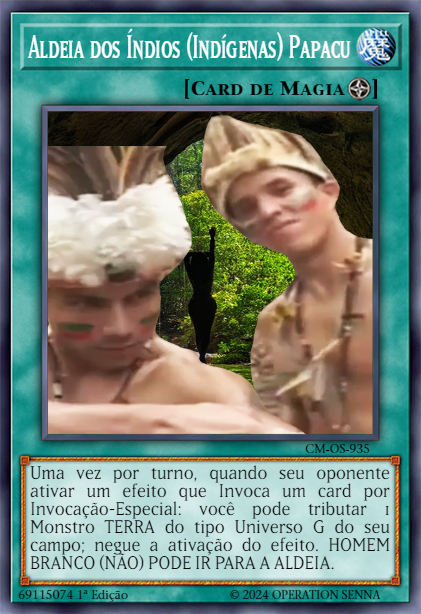 Aldeia dos Índios (Indígenas) Papacu
魔
[Card de Magia]
CM-OS-935
Uma vez por turno, quando seu oponente
ativar um efeito que Invoca um card por
Invocação-Especial: você pode tributar 1
Monstro TERRA do tipo Universo G do seu
campo; negue a ativação do efeito. HOMEM
BRANCO (NÃO) PODE IR PARA A ALDEIA.
69115074 1ª Edição © 2024 OPERATION SENNA